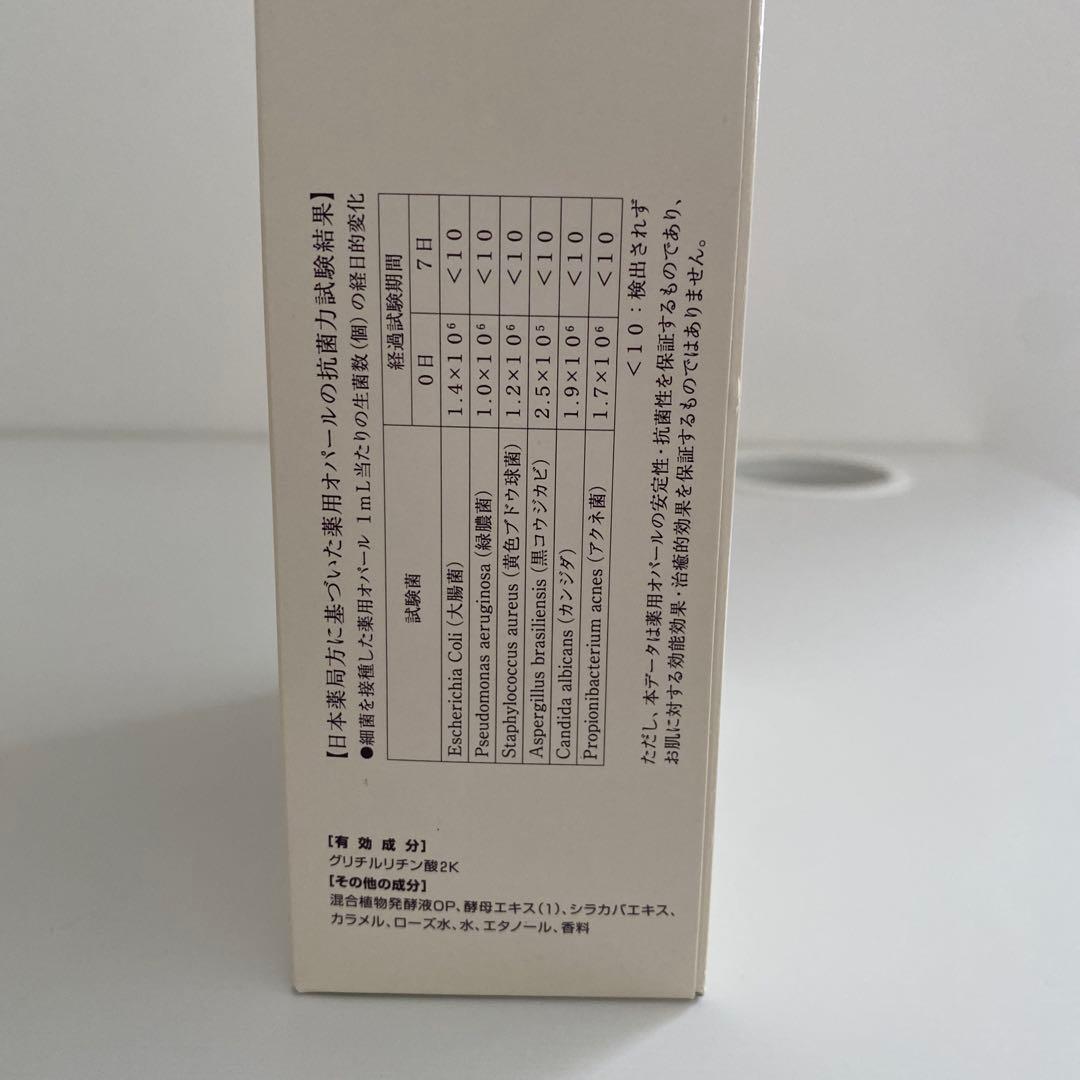 【日本薬局方に基づいた薬用オパールの抗菌力試験結果】
●細菌を接種した薬用オパール 1mL当たりの生菌数(個)の経日的変化
試験菌 経過試験期間
0日 7日
Escherichia Coli (大腸菌) 1.4×10⁶ <10
Pseudomonas aeruginosa (緑膿菌) 1.0×10⁶ <10
Staphylococcus aureus (黄色ブドウ球菌) 1.2×10⁶ <10
Aspergillus brasiliensis (黒コウジカビ) 2.5×10⁵ <10
Candida albicans (カンジダ) 1.9×10⁶ <10
Propionibacterium acnes (アクネ菌) 1.7×10⁶ <10
<10：検出されず
ただし、本データは薬用オパールの安定性・抗菌性を保証するものであり、
お肌に対する効能効果・治癒的効果を保証するものではありません。
[有効成分]
グリチルリチン酸2K
[その他の成分]
混合植物発酵液OP、酵母エキス(1)、シラカバエキス、
カラメル、ローズ水、水、エタノール、香料